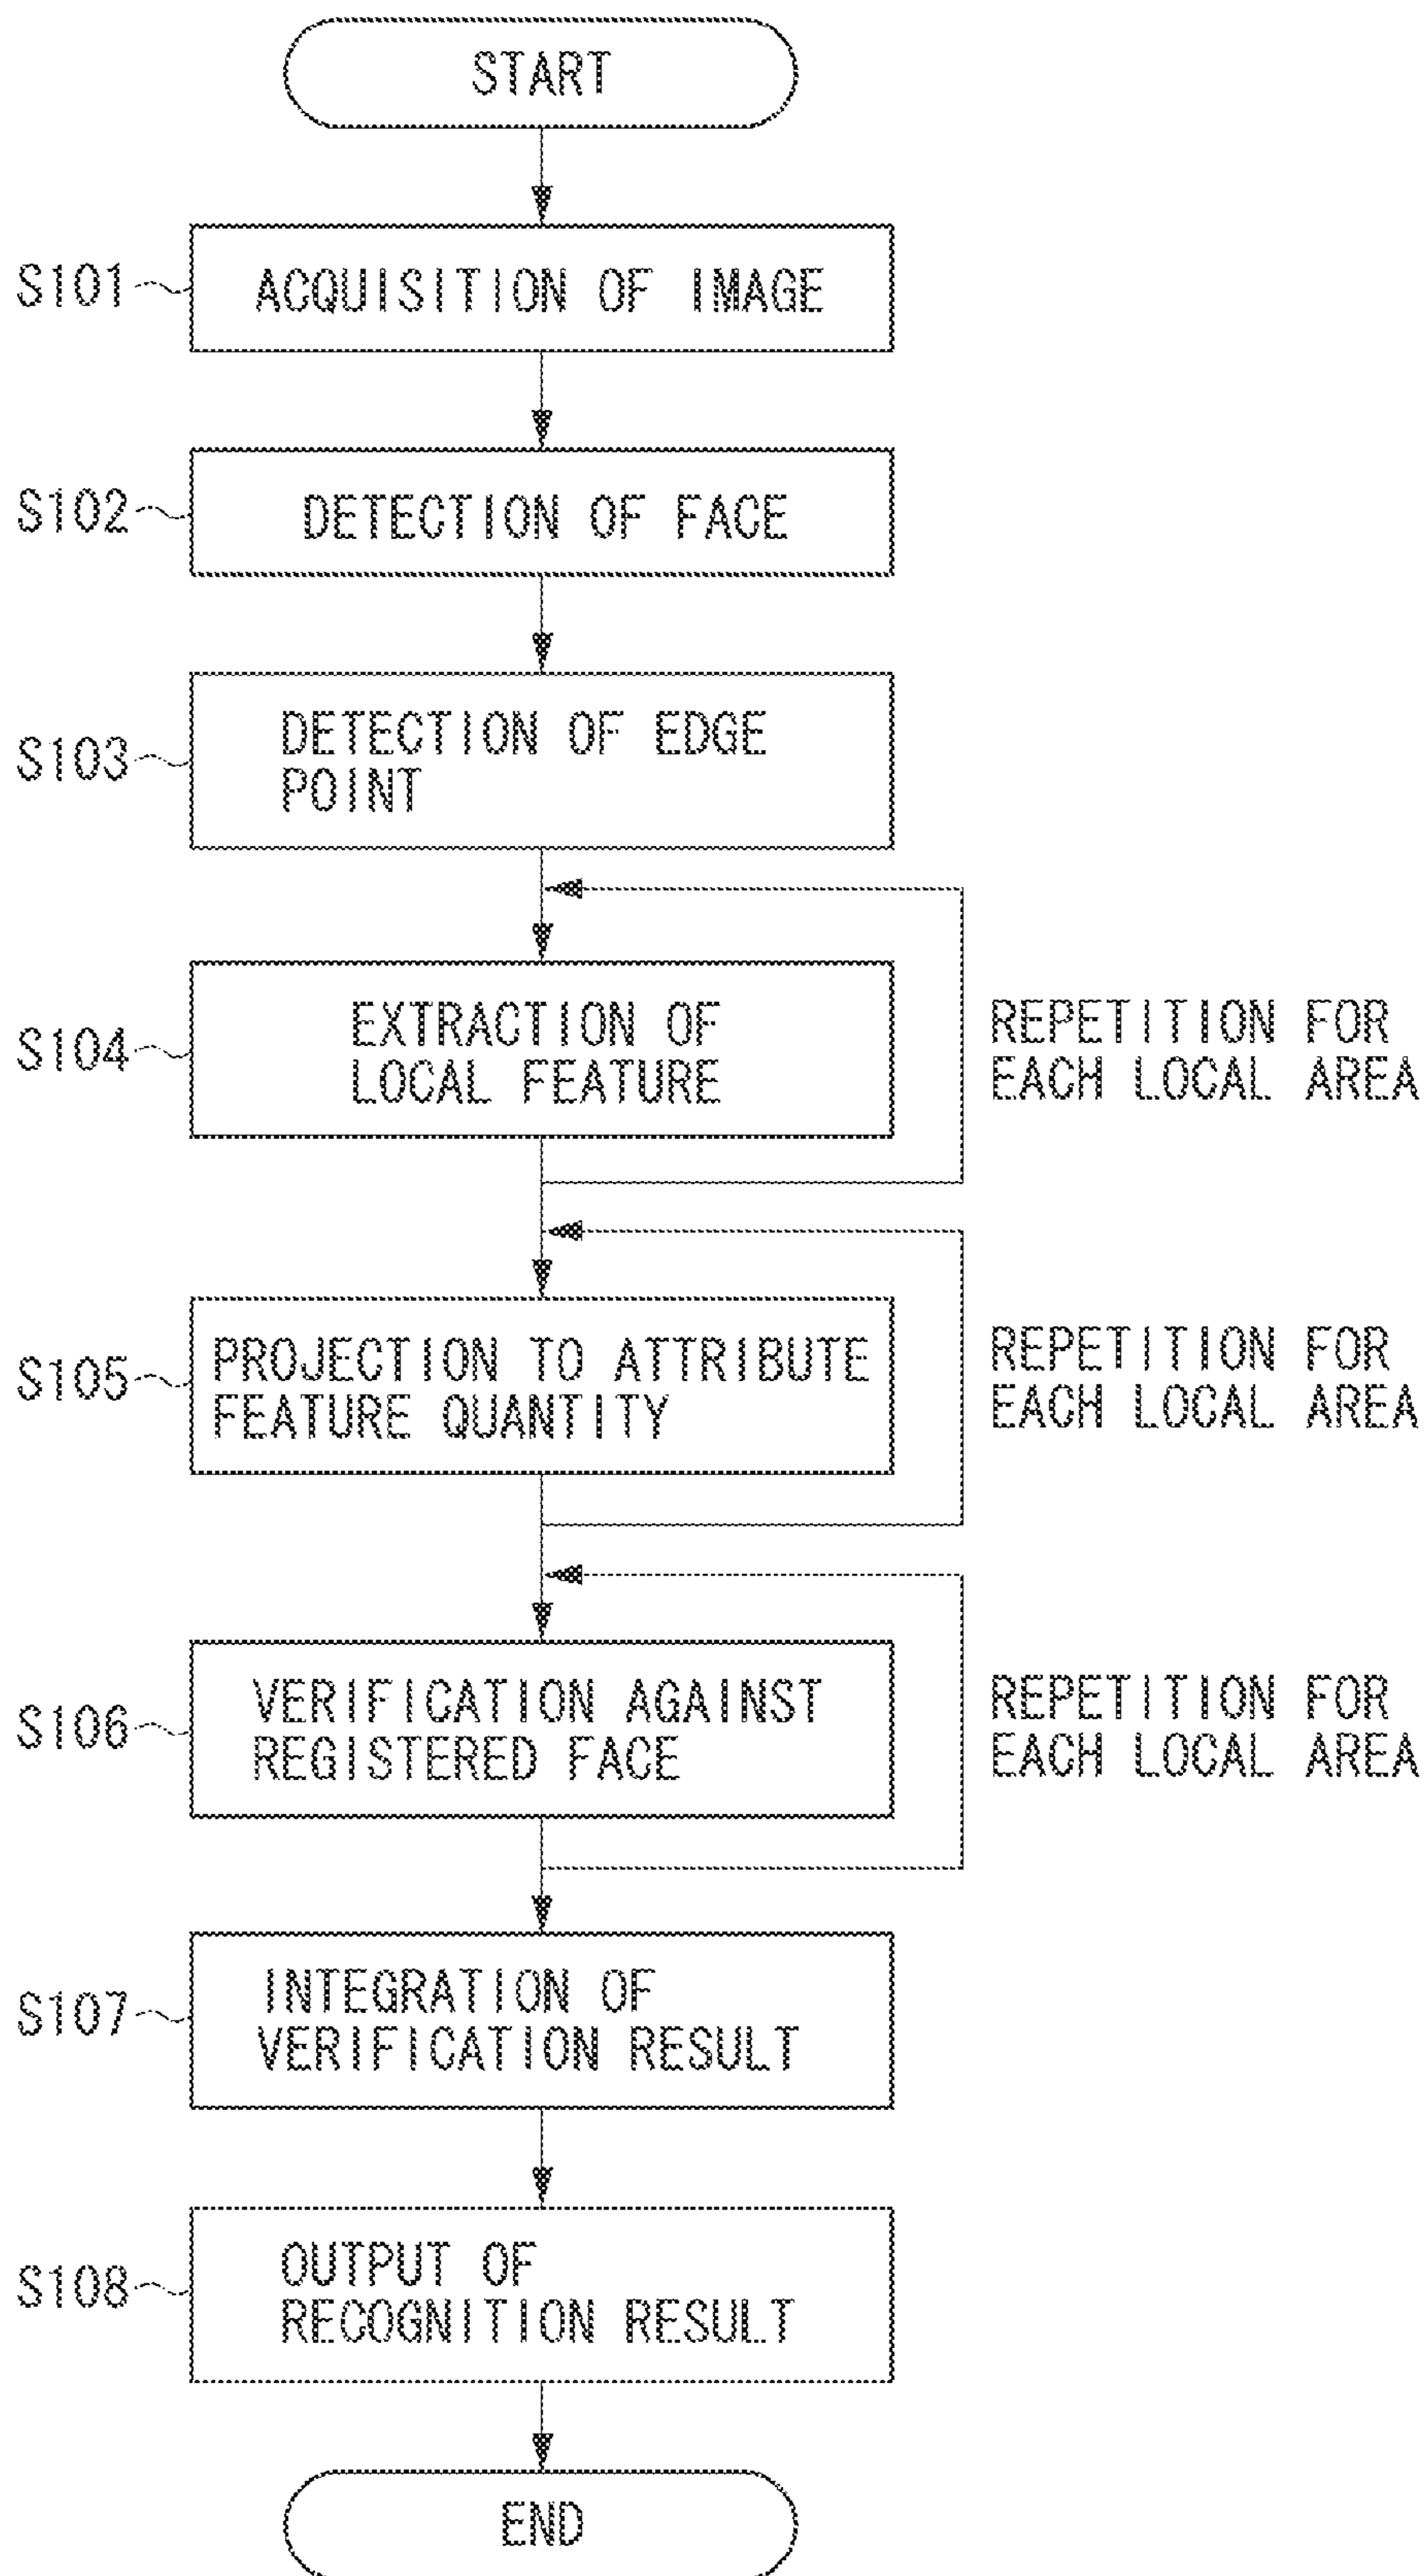 START
S101
ACQUISITION OF IMAGE
S102
DETECTION OF FACE
S103
DETECTION OF EDGE
POINT
S104
EXTRACTION OF
LOCAL FEATURE
REPETITION FOR
EACH LOCAL AREA
S105
PROJECTION TO ATTRIBUTE
FEATURE QUANTITY
REPETITION FOR
EACH LOCAL AREA
S106
VERIFICATION AGAINST
REGISTERED FACE
REPETITION FOR
EACH LOCAL AREA
S107
INTEGRATION OF
VERIFICATION RESULT
S108
OUTPUT OF
RECOGNITION RESULT
END